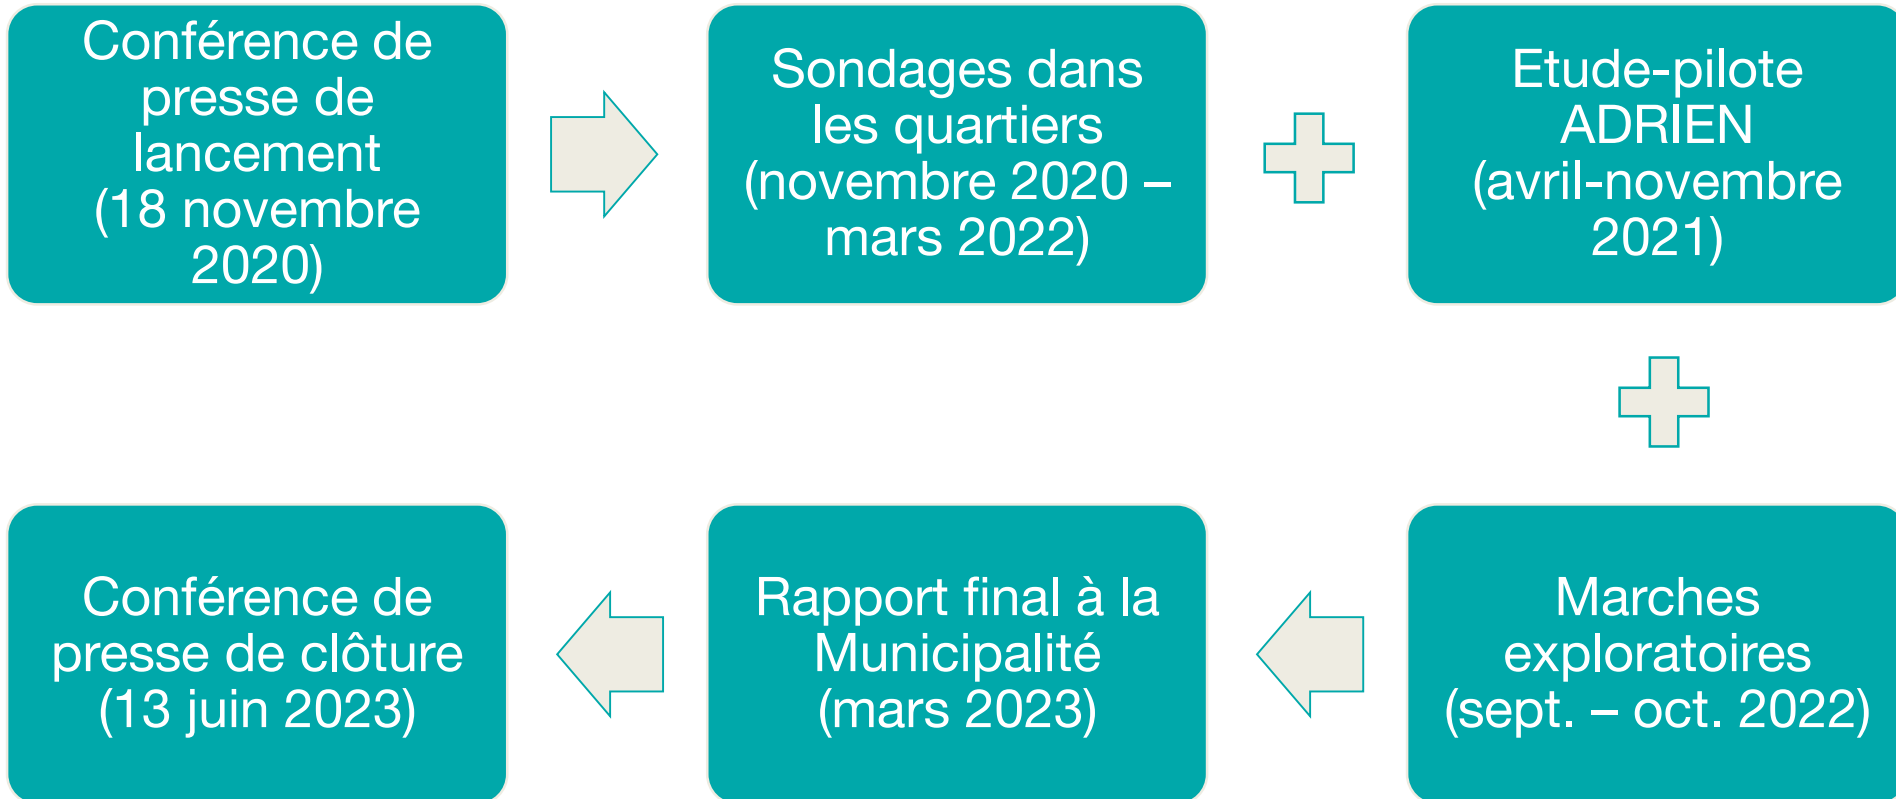 Conférence de
presse de
lancement
(18 novembre
2020)
Sondages dans
les quartiers
(novembre 2020 –
mars 2022)
Etude-pilote
ADRIEN
(avril-novembre
2021)
Marches
exploratoires
(sept. – oct. 2022)
Rapport final à la
Municipalité
(mars 2023)
Conférence de
presse de clôture
(13 juin 2023)